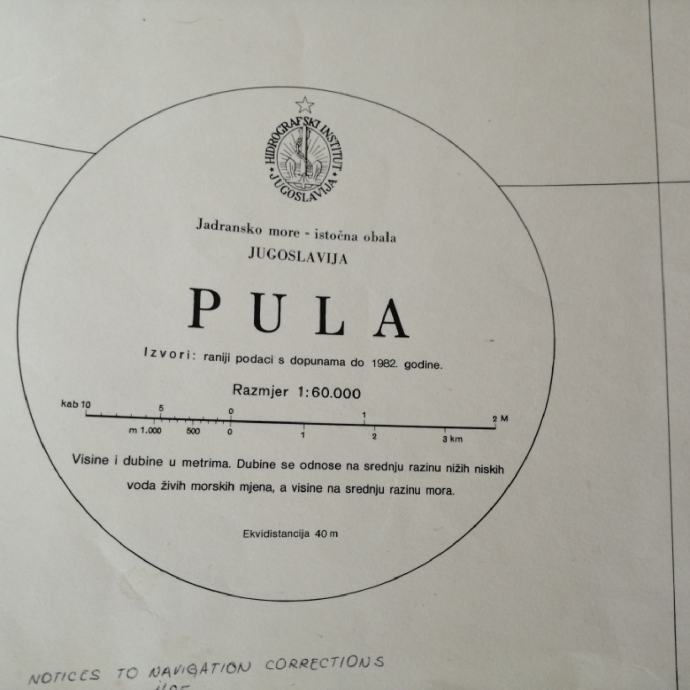 HIDROGRAFSKI INSTITUT
JUGOSLAVIJA
Jadransko more - istočna obala
JUGOSLAVIJA
PULA
Izvori: raniji podaci s dopunama do 1982. godine.
Razmjer 1:60.000
kab 10 5 0 1 2 M
m 1.000 500 0 1 2 3 km
Visine i dubine u metrima. Dubine se odnose na srednju razinu nižih niskih
voda živih morskih mjena, a visine na srednju razinu mora.
Ekvidistancija 40 m
NOTICES TO NAVIGATION CORRECTIONS